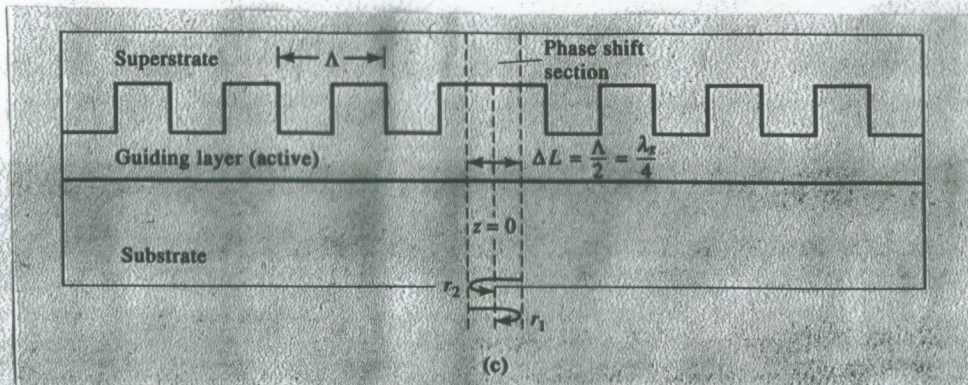 Superstrate
Λ
Phase shift section
Guiding layer (active)
ΔL = Λ/2 = λg/4
z = 0
Substrate
r₂
r₁
(c)